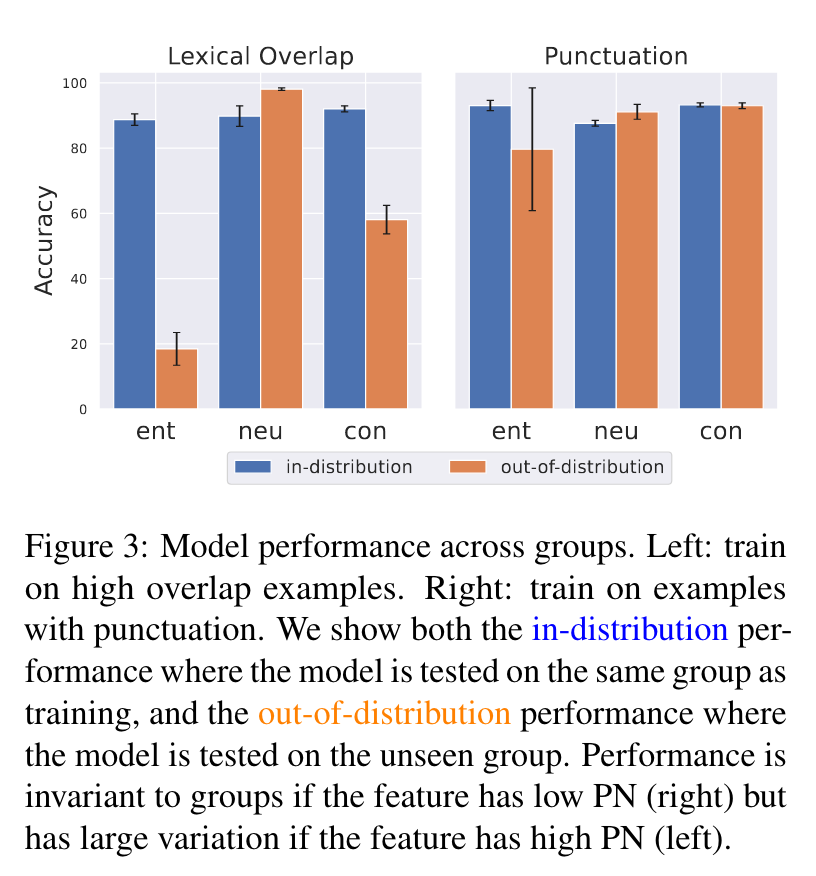 Lexical Overlap
Punctuation
100
80
60
40
20
0
Accuracy
ent neu con
ent neu con
in-distribution out-of-distribution
Figure 3: Model performance across groups. Left: train
on high overlap examples. Right: train on examples
with punctuation. We show both the in-distribution per-
formance where the model is tested on the same group as
training, and the out-of-distribution performance where
the model is tested on the unseen group. Performance is
invariant to groups if the feature has low PN (right) but
has large variation if the feature has high PN (left).